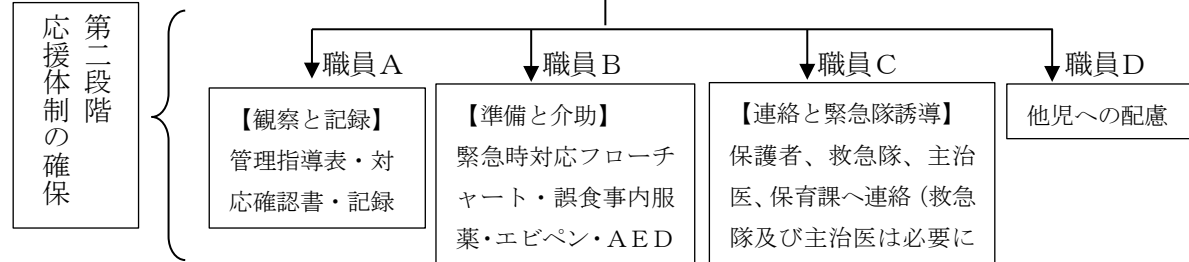 第二段階
応援体制の確保
職員A
【観察と記録】
管理指導表・対
応確認書・記録
職員B
【準備と介助】
緊急時対応フローチ
ャート・誤食事内服
薬・エピペン・AED
職員C
【連絡と緊急隊誘導】
保護者、救急隊、主治
医、保育課へ連絡（救急
隊及び主治医は必要に
職員D
他児への配慮